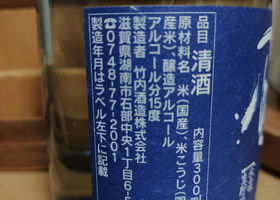 品目 清酒
原材料名 米(国産)、米こうじ(国
産米)、醸造アルコール
アルコール分15度
内容量300ml
製造者 竹内酒造株式会社
滋賀県湖南市石部中央1丁目6-5
0748-77-2001
製造年月はラベル左下に記載